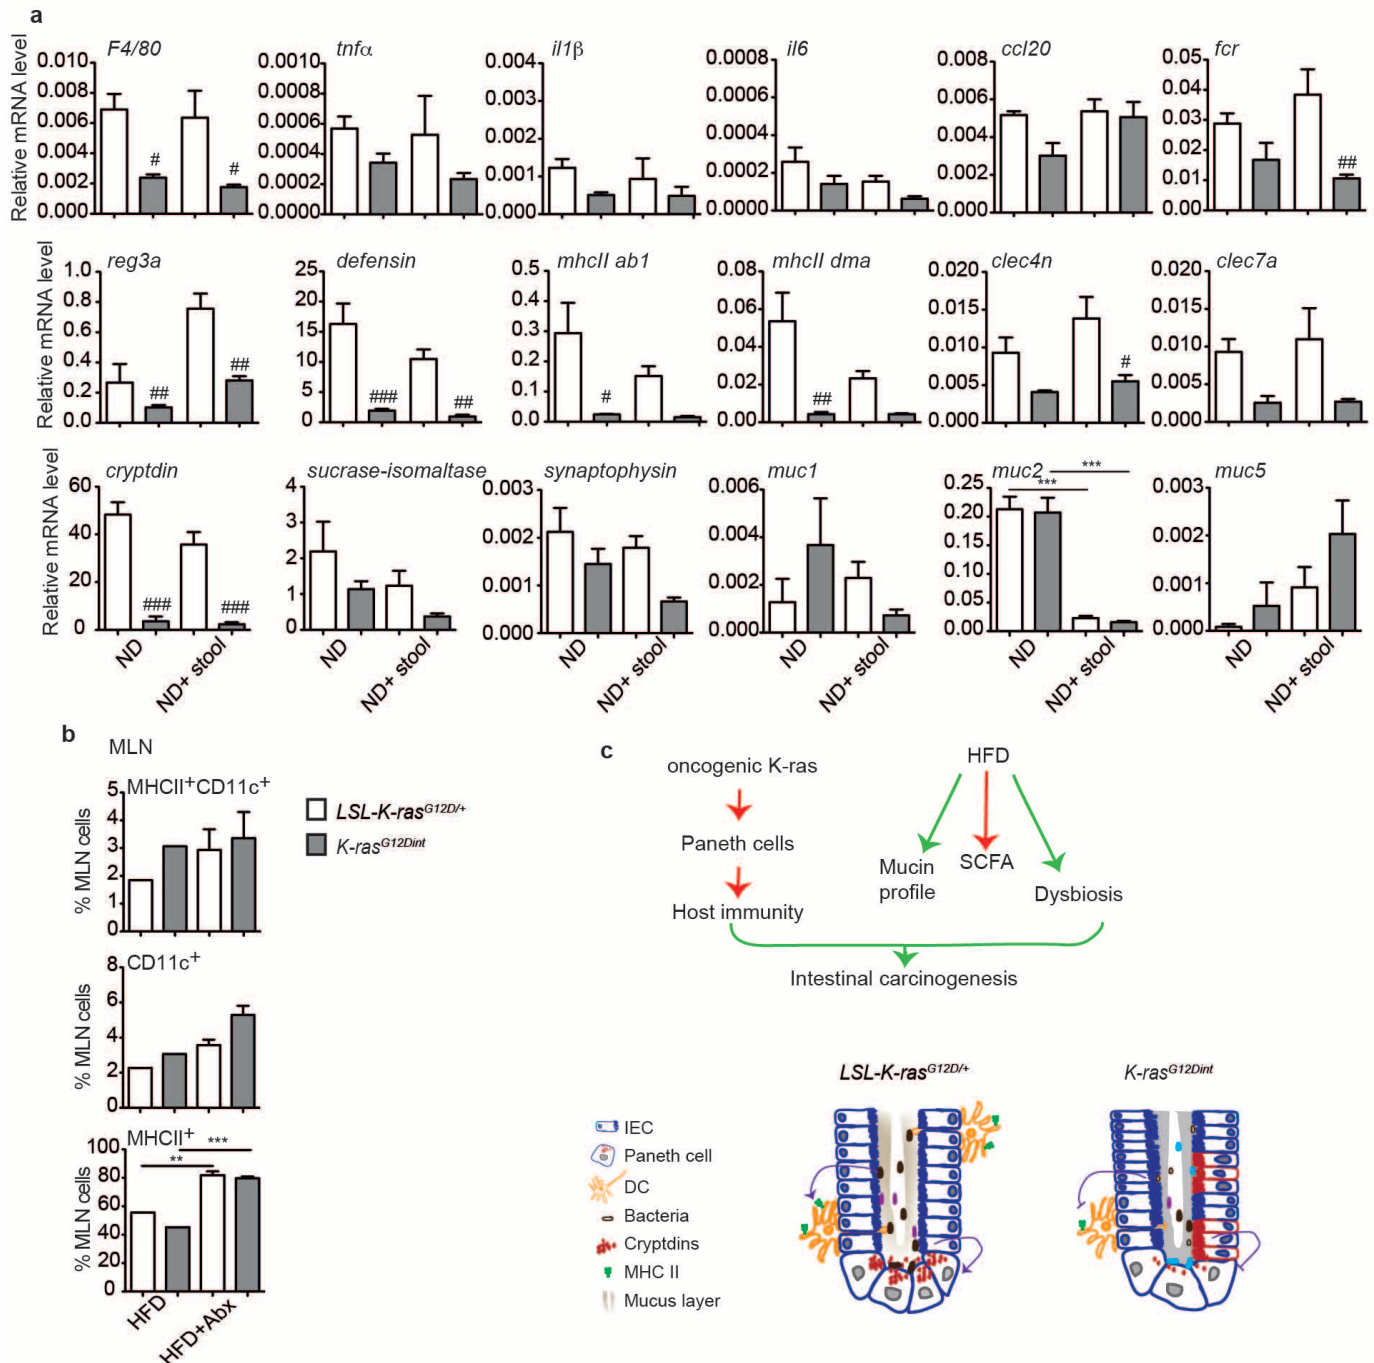 a
F4/80
tnfα
il1β
il6
ccl20
fcr
Relative mRNA level
0.010
0.008
0.006
0.004
0.002
0.000
#
#
0.0010
0.0008
0.0006
0.0004
0.0002
0.0000
0.004
0.003
0.002
0.001
0.000
0.0008
0.0006
0.0004
0.0002
0.0000
0.008
0.006
0.004
0.002
0.000
0.05
0.04
0.03
0.02
0.01
0.00
##
reg3a
defensin
mhcII ab1
mhcII dma
clec4n
clec7a
Relative mRNA level
1.0
0.8
0.6
0.4
0.2
0.0
##
##
25
20
15
10
5
0
###
##
0.5
0.4
0.3
0.2
0.1
0.0
#
0.08
0.06
0.04
0.02
0.00
##
0.020
0.015
0.010
0.005
0.000
#
0.020
0.015
0.010
0.005
0.000
cryptdin
sucrase-isomaltase
synaptophysin
muc1
muc2
muc5
Relative mRNA level
60
40
20
0
###
###
4
3
2
1
0
0.003
0.002
0.001
0.000
0.006
0.004
0.002
0.000
0.25
0.20
0.15
0.10
0.05
0.00
***
***
0.003
0.002
0.001
0.000
ND
ND+ stool
ND
ND+ stool
ND
ND+ stool
ND
ND+ stool
ND
ND+ stool
ND
ND+ stool
b
MLN
MHCII+CD11c+
% MLN cells
5
4
3
2
1
0
CD11c+
% MLN cells
8
6
4
2
0
MHCII+
% MLN cells
100
80
60
40
20
0
**
***
HFD
HFD+Abx
LSL-K-rasG12D/+
K-rasG12Dint
c
oncogenic K-ras
Paneth cells
Host immunity
HFD
Mucin
profile
SCFA
Dysbiosis
Intestinal carcinogenesis
LSL-K-rasG12D/+
K-rasG12Dint
IEC
Paneth cell
DC
Bacteria
Cryptdins
MHC II
Mucus layer